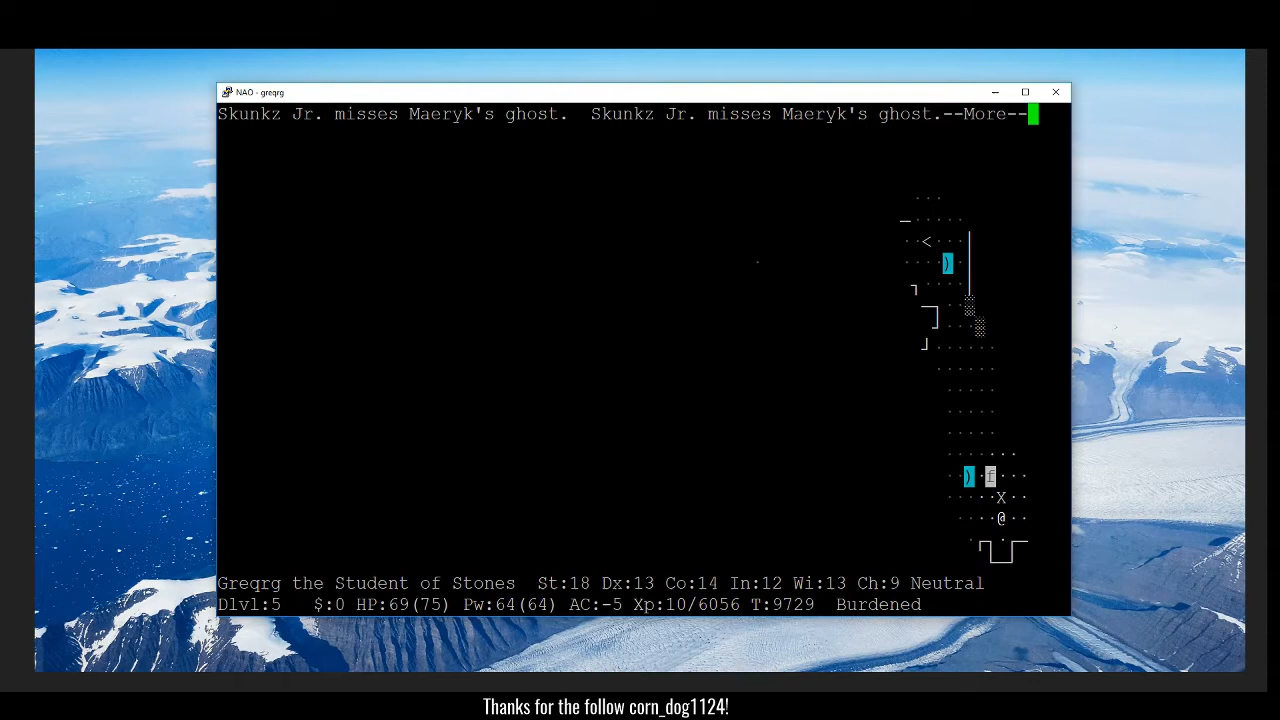 NAO - greqrg
Skunkz Jr. misses Maeryk's ghost.  Skunkz Jr. misses Maeryk's ghost.--More--
<
)
) f
X
@
Greqrg the Student of Stones  St:18 Dx:13 Co:14 In:12 Wi:13 Ch:9 Neutral
Dlvl:5  $:0 HP:69(75) Pw:64(64) AC:-5 Xp:10/6056 T:9729  Burdened
Thanks for the follow corn_dog1124!